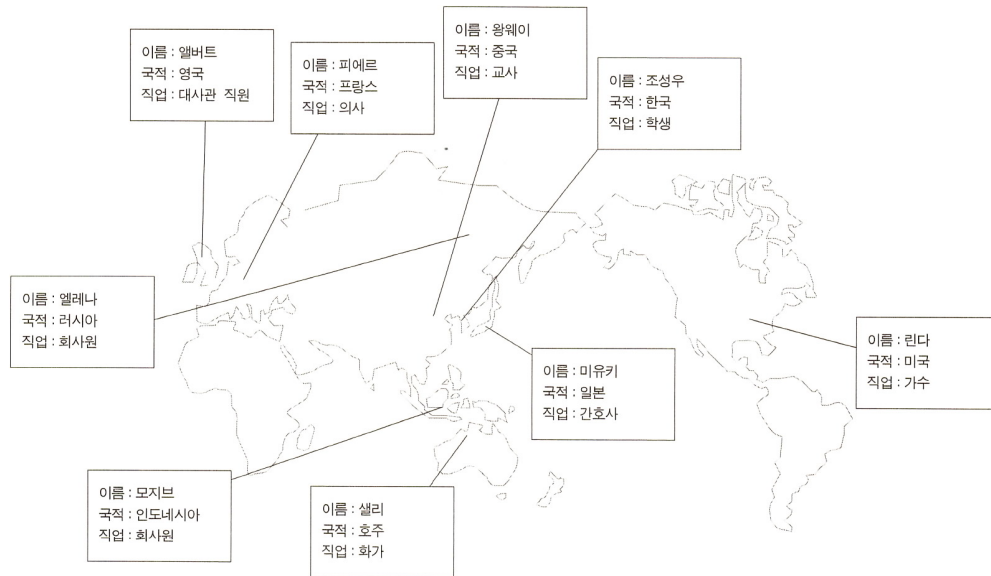 이름 : 앨버트
국적 : 영국
직업 : 대사관 직원
이름 : 피에르
국적 : 프랑스
직업 : 의사
이름 : 왕웨이
국적 : 중국
직업 : 교사
이름 : 조성우
국적 : 한국
직업 : 학생
이름 : 엘레나
국적 : 러시아
직업 : 회사원
이름 : 미유키
국적 : 일본
직업 : 간호사
이름 : 린다
국적 : 미국
직업 : 가수
이름 : 모지브
국적 : 인도네시아
직업 : 회사원
이름 : 샐리
국적 : 호주
직업 : 화가